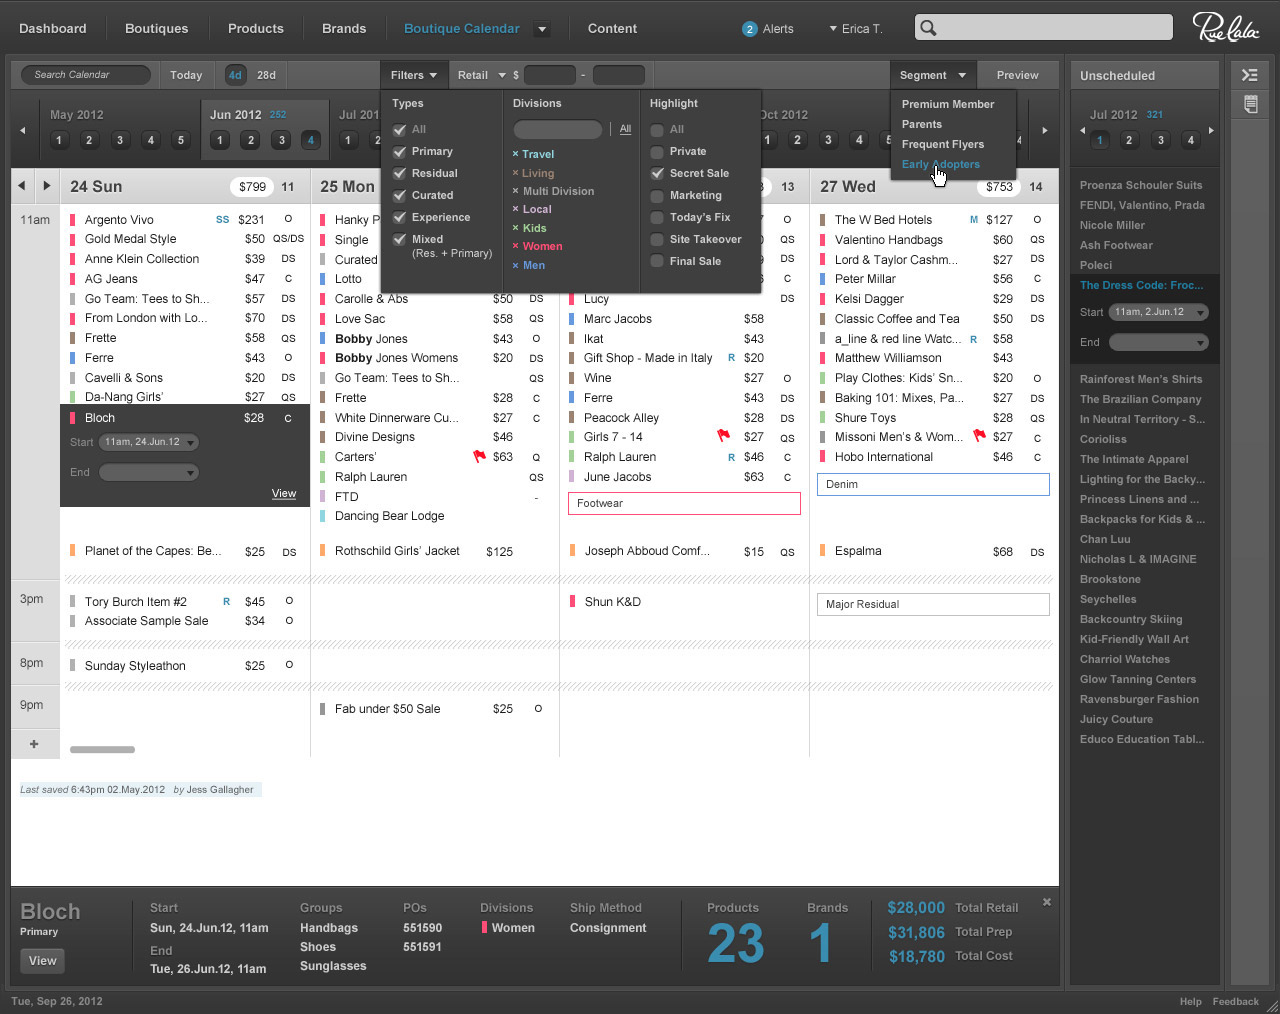 Dashboard Boutiques Products Brands Boutique Calendar Content 2 Alerts Erica T. Rue La La
Search Calendar Today 4d 28d Filters Retail $ - Segment Preview Unscheduled
May 2012
1 2 3 4 5
Jun 2012 252
1 2 3 4
Jul 201
1 2
Oct 2012
1 2 3 4
Types
All
Primary
Residual
Curated
Experience
Mixed
(Res. + Primary)
Divisions
All
× Travel
× Living
× Multi Division
× Local
× Kids
× Women
× Men
Highlight
All
Private
Secret Sale
Marketing
Today's Fix
Site Takeover
Final Sale
Premium Member
Parents
Frequent Flyers
Early Adopters
Jul 2012 321
1 2 3 4
24 Sun $799 11
11am
Argento Vivo SS $231 O
Gold Medal Style $50 QS/DS
Anne Klein Collection $39 DS
AG Jeans $47 C
Go Team: Tees to Sh... $57 DS
From London with Lo... $70 DS
Frette $58 QS
Ferre $43 O
Cavelli & Sons $20 DS
Da-Nang Girls' $27 QS
Bloch $28 C
Start 11am, 24.Jun.12
End
View
Planet of the Capes: Be... $25 DS
3pm
Tory Burch Item #2 R $45 O
Associate Sample Sale $34 O
8pm
Sunday Styleathon $25 O
9pm
+
25 Mon
Hanky P
Single
Curated
Lotto
Carolle & Abs $50 DS
Love Sac $58 QS
Bobby Jones $43 O
Bobby Jones Womens $20 DS
Go Team: Tees to Sh... QS
Frette $28 C
White Dinnerware Cu... $27 C
Divine Designs $46
Carters' $63 Q
Ralph Lauren QS
FTD -
Dancing Bear Lodge
Rothschild Girls' Jacket $125
Fab under $50 Sale $25 O
13
O
QS
QS
C
Lucy DS
Marc Jacobs $58
Ikat $43
Gift Shop - Made in Italy R $20
Wine $27 O
Ferre $43 DS
Peacock Alley $28 DS
Girls 7 - 14 $27 QS
Ralph Lauren R $46 C
June Jacobs $63 C
Footwear
Joseph Abboud Comf... $15 QS
Shun K&D
27 Wed $753 14
The W Bed Hotels M $127 O
Valentino Handbags $60 QS
Lord & Taylor Cashm... $27 DS
Peter Millar $56 C
Kelsi Dagger $29 DS
Classic Coffee and Tea $50 DS
a_line & red line Watc... R $58
Matthew Williamson $43
Play Clothes: Kids' Sn... $20 O
Baking 101: Mixes, Pa... $27 DS
Shure Toys $28 QS
Missoni Men's & Wom... $27 C
Hobo International $46 C
Denim
Espalma $68 DS
Major Residual
Proenza Schouler Suits
FENDI, Valentino, Prada
Nicole Miller
Ash Footwear
Poleci
The Dress Code: Froc...
Start 11am, 2.Jun.12
End
Rainforest Men's Shirts
The Brazilian Company
In Neutral Territory - S...
Corioliss
The Intimate Apparel
Lighting for the Backy...
Princess Linens and ...
Backpacks for Kids & ...
Chan Luu
Nicholas L & IMAGINE
Brookstone
Seychelles
Backcountry Skiing
Kid-Friendly Wall Art
Charriol Watches
Glow Tanning Centers
Ravensburger Fashion
Juicy Couture
Educo Education Tabl...
Last saved 6:43pm 02.May.2012 by Jess Gallagher
Bloch
Primary
View
Start
Sun, 24.Jun.12, 11am
End
Tue, 26.Jun.12, 11am
Groups
Handbags
Shoes
Sunglasses
POs
551590
551591
Divisions
Women
Ship Method
Consignment
Products
23
Brands
1
$28,000 Total Retail
$31,806 Total Prep
$18,780 Total Cost
Tue, Sep 26, 2012 Help Feedback